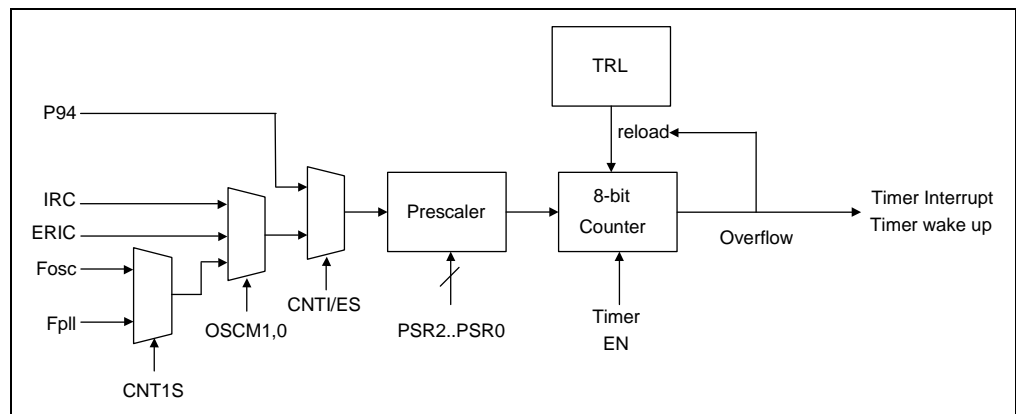 TRL
P94
reload
IRC
ERIC
Fosc
Fpll
Prescaler
8-bit
Counter
Timer Interrupt
Timer wake up
Overflow
CNTI/ES
OSCM1,0
PSR2..PSR0
Timer
EN
CNT1S